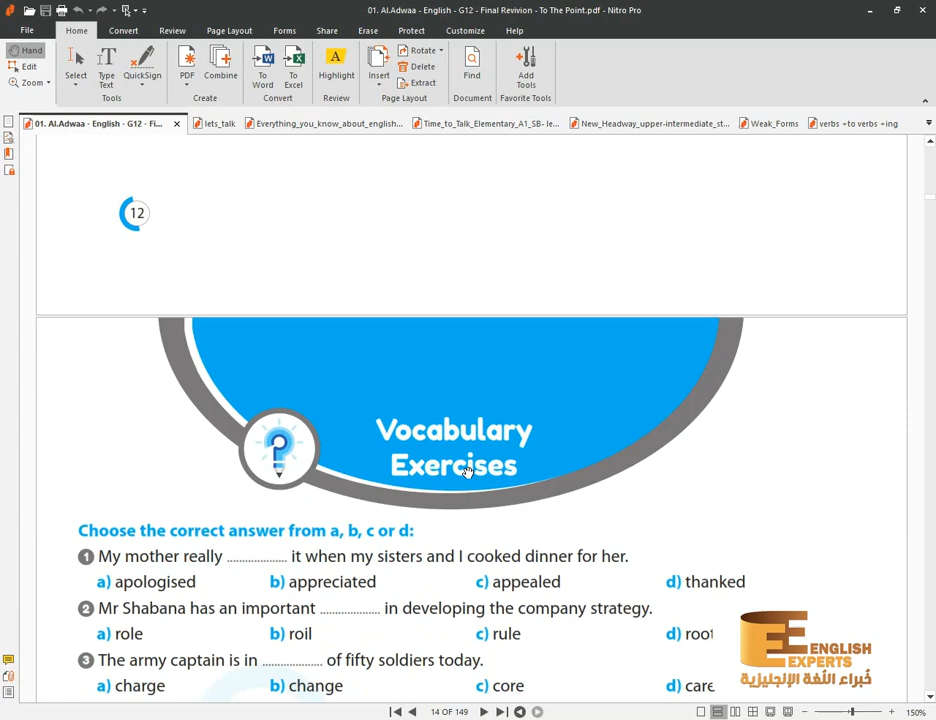 01. Al.Adwaa - English - G12 - Final Revivion - To The Point.pdf - Nitro Pro
File Home Convert Review Page Layout Forms Share Erase Protect Customize Help
Hand
Edit
Zoom
Select
Type Text
QuickSign
Tools
PDF
Combine
Create
To Word
To Excel
Convert
Highlight
Review
Insert
Rotate
Delete
Extract
Page Layout
Find
Document
Add Tools
Favorite Tools
01. Al.Adwaa - English - G12 - Fi... lets_talk Everything_you_know_about_english... Time_to_Talk_Elementary_A1_SB- le... New_Headway_upper-intermediate_st... Weak_Forms verbs +to verbs +ing
12
Vocabulary
Exercises
Choose the correct answer from a, b, c or d:
1 My mother really .................... it when my sisters and I cooked dinner for her.
a) apologised b) appreciated c) appealed d) thanked
2 Mr Shabana has an important .................... in developing the company strategy.
a) role b) roil c) rule d) root
3 The army captain is in .................... of fifty soldiers today.
a) charge b) change c) core d) care
ENGLISH
EXPERTS
خُبراء اللُّغة الإنجليزية
14 OF 149
150%